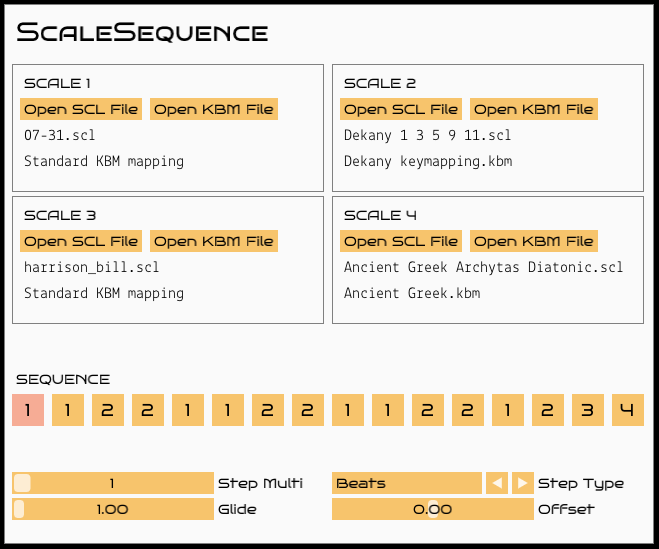 ScaleSequence
SCALE 1
Open SCL File Open KBM File
07-31.scl
Standard KBM mapping
SCALE 2
Open SCL File Open KBM File
Dekany 1 3 5 9 11.scl
Dekany keymapping.kbm
SCALE 3
Open SCL File Open KBM File
harrison_bill.scl
Standard KBM mapping
SCALE 4
Open SCL File Open KBM File
Ancient Greek Archytas Diatonic.scl
Ancient Greek.kbm
SEQUENCE
1 1 2 2 1 1 2 2 1 1 2 2 1 2 3 4
1 Step Multi
Beats Step Type
1.00 Glide
0.00 Offset